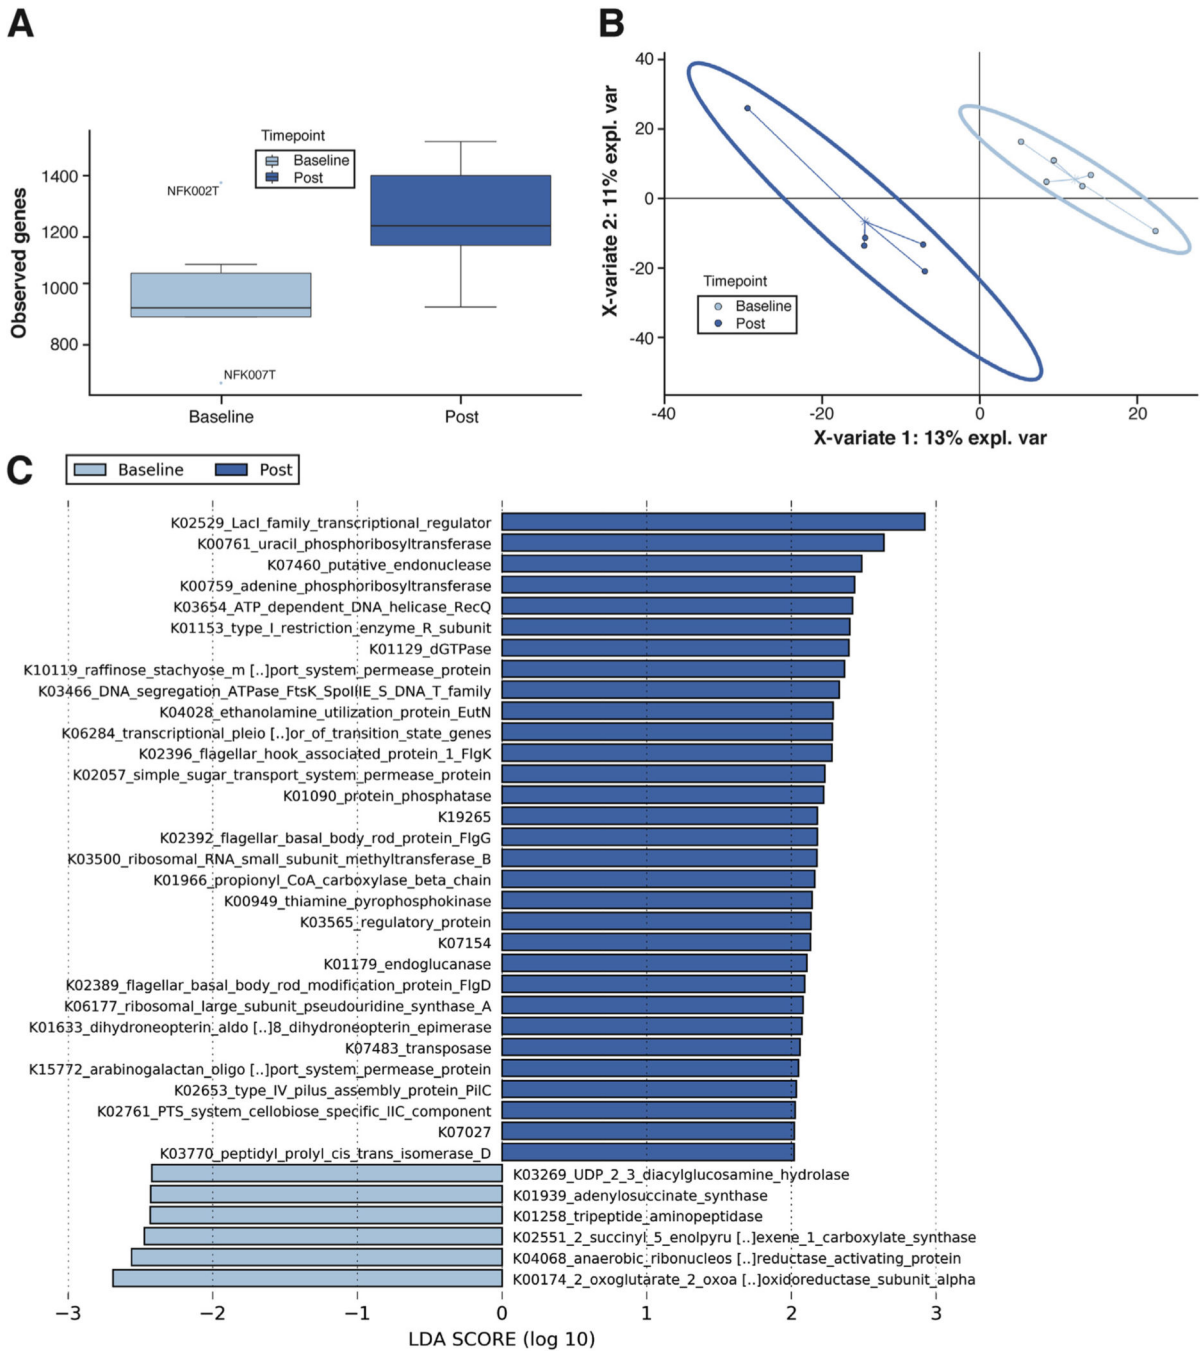 A
Observed genes
1400
1200
1000
800
Timepoint
Baseline
Post
NFK002T
NFK007T
Baseline
Post
B
X-variate 2: 11% expl. var
40
20
0
-20
-40
Timepoint
Baseline
Post
-40
-20
0
20
X-variate 1: 13% expl. var
C
Baseline
Post
K02529_LacI_family_transcriptional_regulator
K00761_uracil_phosphoribosyltransferase
K07460_putative_endonuclease
K00759_adenine_phosphoribosyltransferase
K03654_ATP_dependent_DNA_helicase_RecQ
K01153_type_I_restriction_enzyme_R_subunit
K01129_dGTPase
K10119_raffinose_stachyose_m [..]port_system_permease_protein
K03466_DNA_segregation_ATPase_FtsK_SpoIIIE_S_DNA_T_family
K04028_ethanolamine_utilization_protein_EutN
K06284_transcriptional_pleio [..]or_of_transition_state_genes
K02396_flagellar_hook_associated_protein_1_FlgK
K02057_simple_sugar_transport_system_permease_protein
K01090_protein_phosphatase
K19265
K02392_flagellar_basal_body_rod_protein_FlgG
K03500_ribosomal_RNA_small_subunit_methyltransferase_B
K01966_propionyl_CoA_carboxylase_beta_chain
K00949_thiamine_pyrophosphokinase
K03565_regulatory_protein
K07154
K01179_endoglucanase
K02389_flagellar_basal_body_rod_modification_protein_FlgD
K06177_ribosomal_large_subunit_pseudouridine_synthase_A
K01633_dihydroneopterin_aldo [..]8_dihydroneopterin_epimerase
K07483_transposase
K15772_arabinogalactan_oligo [..]port_system_permease_protein
K02653_type_IV_pilus_assembly_protein_PilC
K02761_PTS_system_cellobiose_specific_IIC_component
K07027
K03770_peptidyl_prolyl_cis_trans_isomerase_D
K03269_UDP_2_3_diacylglucosamine_hydrolase
K01939_adenylosuccinate_synthase
K01258_tripeptide_aminopeptidase
K02551_2_succinyl_5_enolpyru [..]exene_1_carboxylate_synthase
K04068_anaerobic_ribonucleos [..]reductase_activating_protein
K00174_2_oxoglutarate_2_oxoa [..]oxidoreductase_subunit_alpha
−3
−2
−1
0
1
2
3
LDA SCORE (log 10)